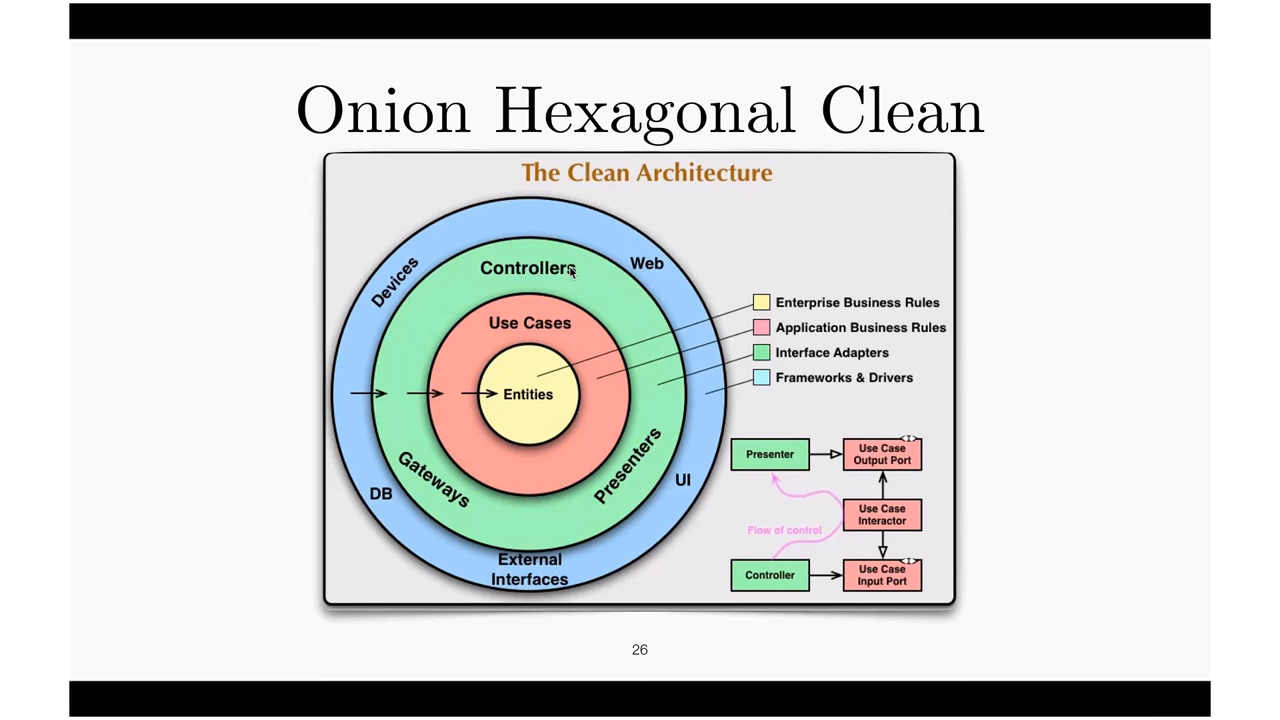 Onion Hexagonal Clean
The Clean Architecture
Devices
Web
Controllers
Use Cases
Entities
Gateways
Presenters
DB
UI
External
Interfaces
Enterprise Business Rules
Application Business Rules
Interface Adapters
Frameworks & Drivers
Presenter
Use Case
Output Port
<I>
Flow of control
Use Case
Interactor
Controller
Use Case
Input Port
<I>
26